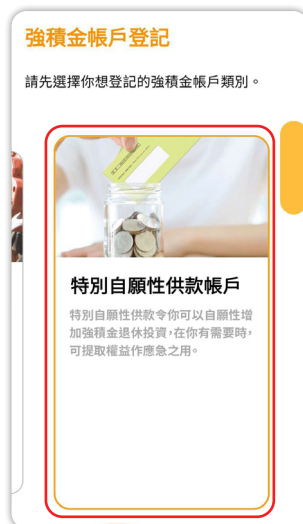 強積金帳戶登記
請先選擇你想登記的強積金帳戶類別。
特別自願性供款帳戶
特別自願性供款令你可以自願性增
加強積金退休投資，在你有需要時，
可提取權益作應急之用。